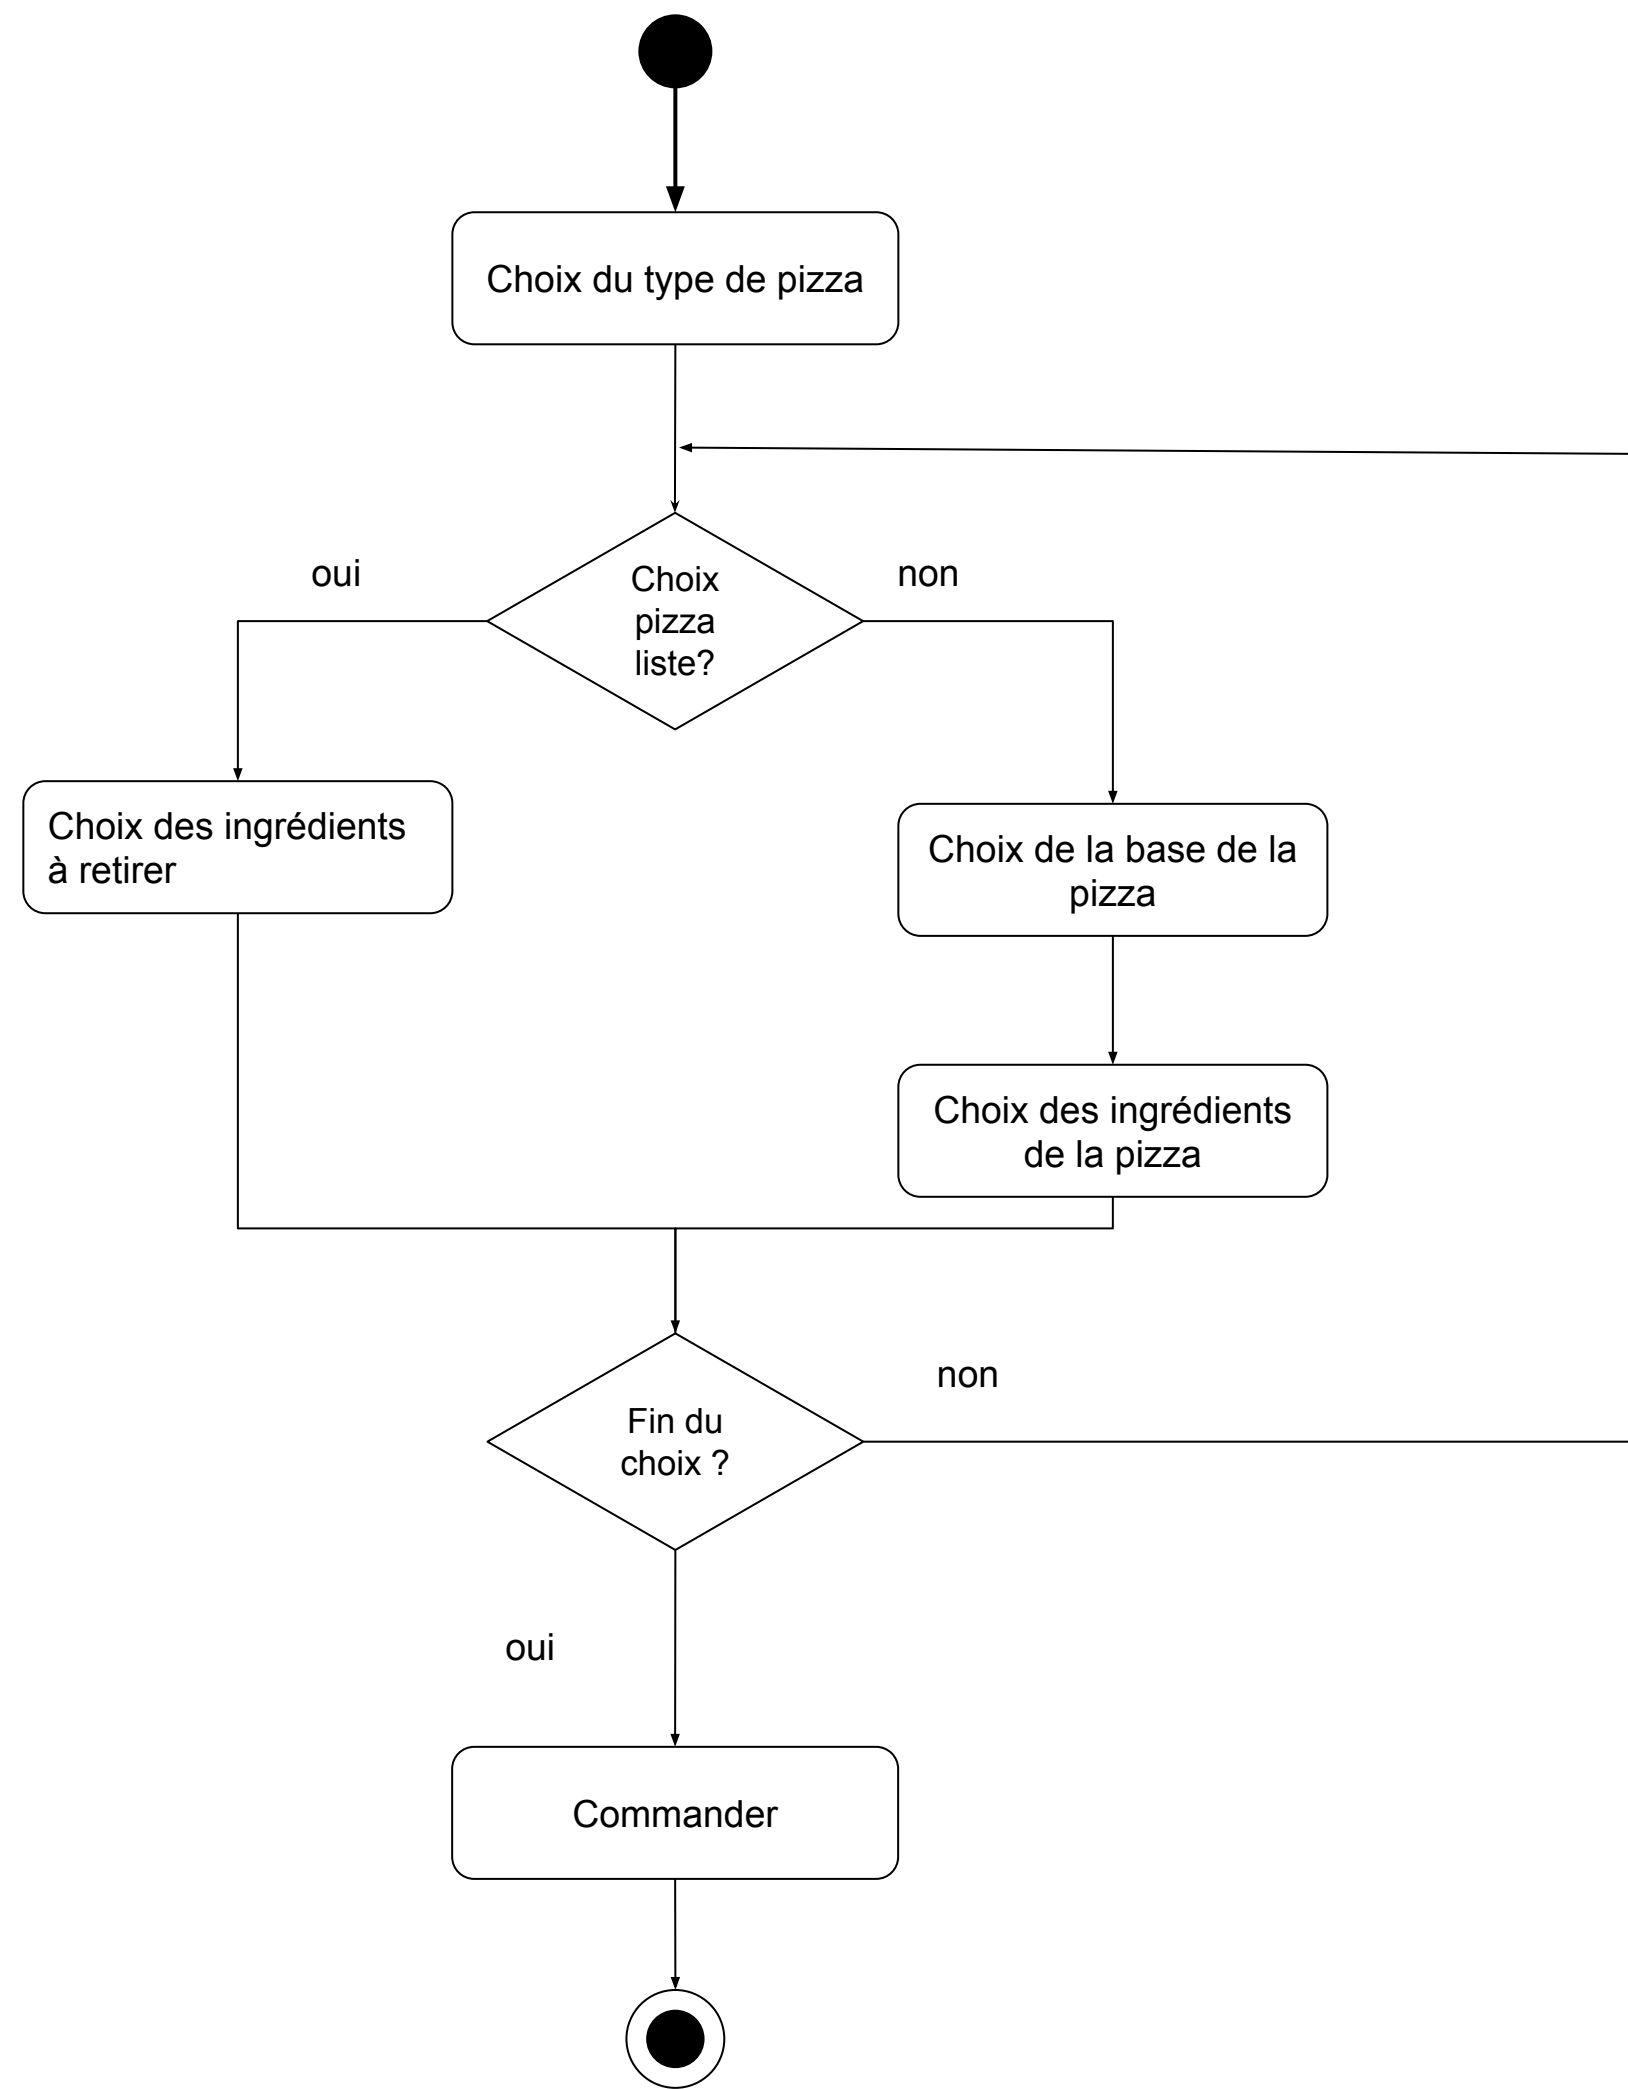 Choix du type de pizza
oui
non
Choix
pizza
liste?
Choix des ingrédients
à retirer
Choix de la base de la
pizza
Choix des ingrédients
de la pizza
non
Fin du
choix ?
oui
Commander